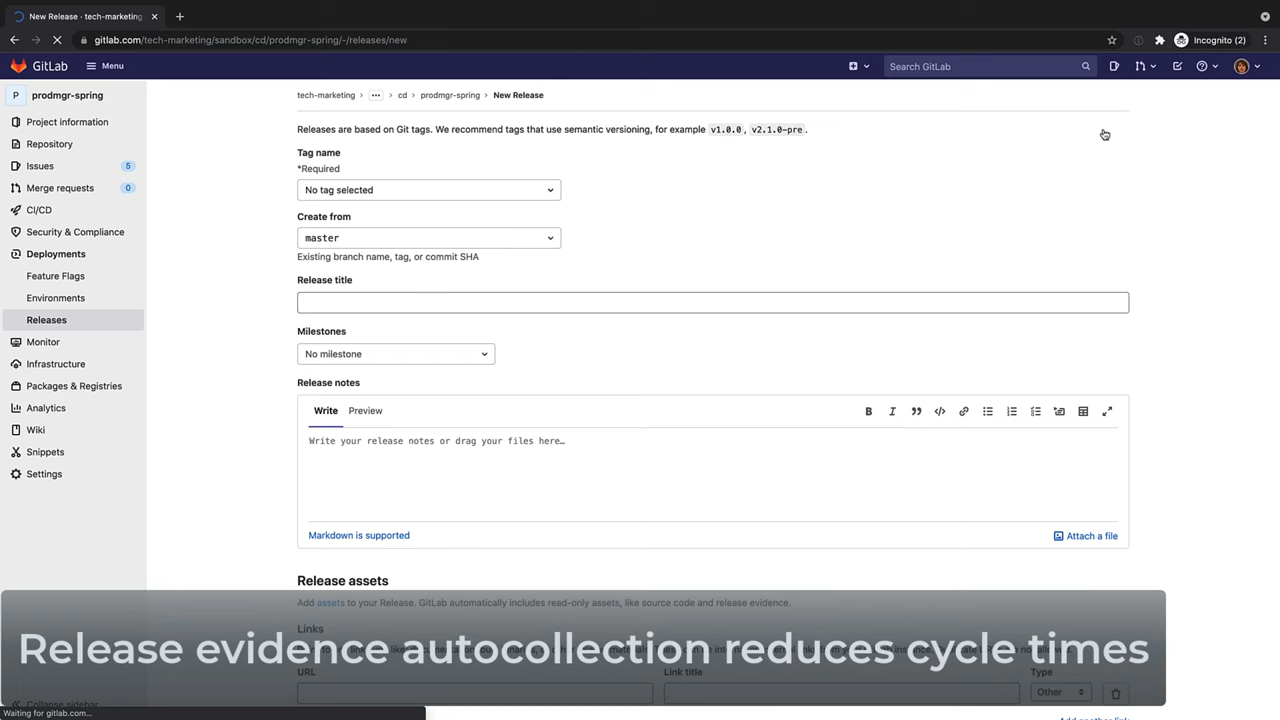 New Release · tech-marketing
gitlab.com/tech-marketing/sandbox/cd/prodmgr-spring/-/releases/new
Incognito (2)
GitLab
Menu
Search GitLab
P
prodmgr-spring
Project information
Repository
Issues
5
Merge requests
0
CI/CD
Security & Compliance
Deployments
Feature Flags
Environments
Releases
Monitor
Infrastructure
Packages & Registries
Analytics
Wiki
Snippets
Settings
Collapse sidebar
tech-marketing > ... > cd > prodmgr-spring > New Release
Releases are based on Git tags. We recommend tags that use semantic versioning, for example v1.0.0, v2.1.0-pre.
Tag name
*Required
No tag selected
Create from
master
Existing branch name, tag, or commit SHA
Release title
Milestones
No milestone
Release notes
Write Preview
Write your release notes or drag your files here…
Markdown is supported
Attach a file
Release assets
Add assets to your Release. GitLab automatically includes read-only assets, like source code and release evidence.
Links
Release evidence autocollection reduces cycle times
URL
Link title
Type
Other
Add another link
Waiting for gitlab.com...